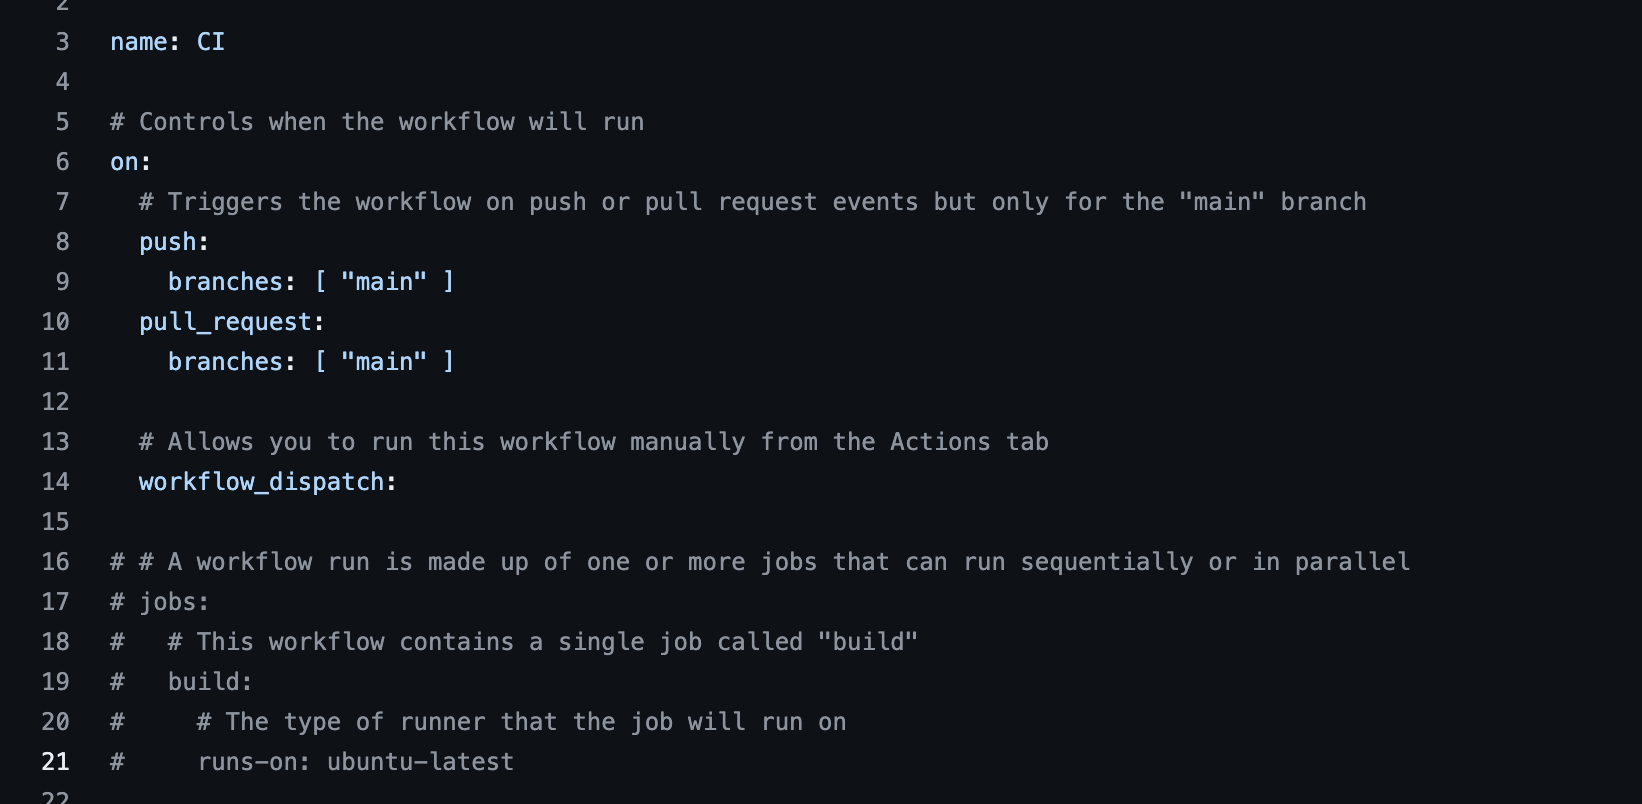 2
3 name: CI
4
5 # Controls when the workflow will run
6 on:
7   # Triggers the workflow on push or pull request events but only for the "main" branch
8   push:
9     branches: [ "main" ]
10   pull_request:
11     branches: [ "main" ]
12
13   # Allows you to run this workflow manually from the Actions tab
14   workflow_dispatch:
15
16 # # A workflow run is made up of one or more jobs that can run sequentially or in parallel
17 # jobs:
18 #   # This workflow contains a single job called "build"
19 #   build:
20 #     # The type of runner that the job will run on
21 #     runs-on: ubuntu-latest
22